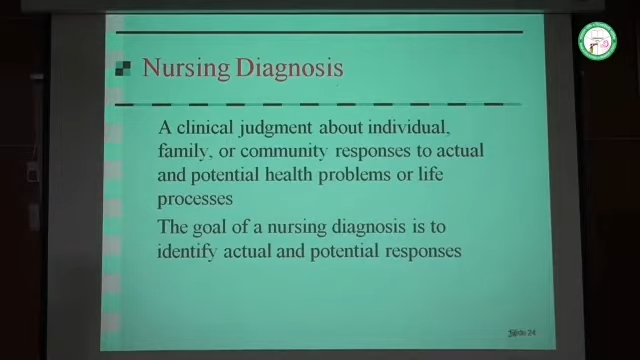 Nursing Diagnosis
A clinical judgment about individual,
family, or community responses to actual
and potential health problems or life
processes
The goal of a nursing diagnosis is to
identify actual and potential responses
24